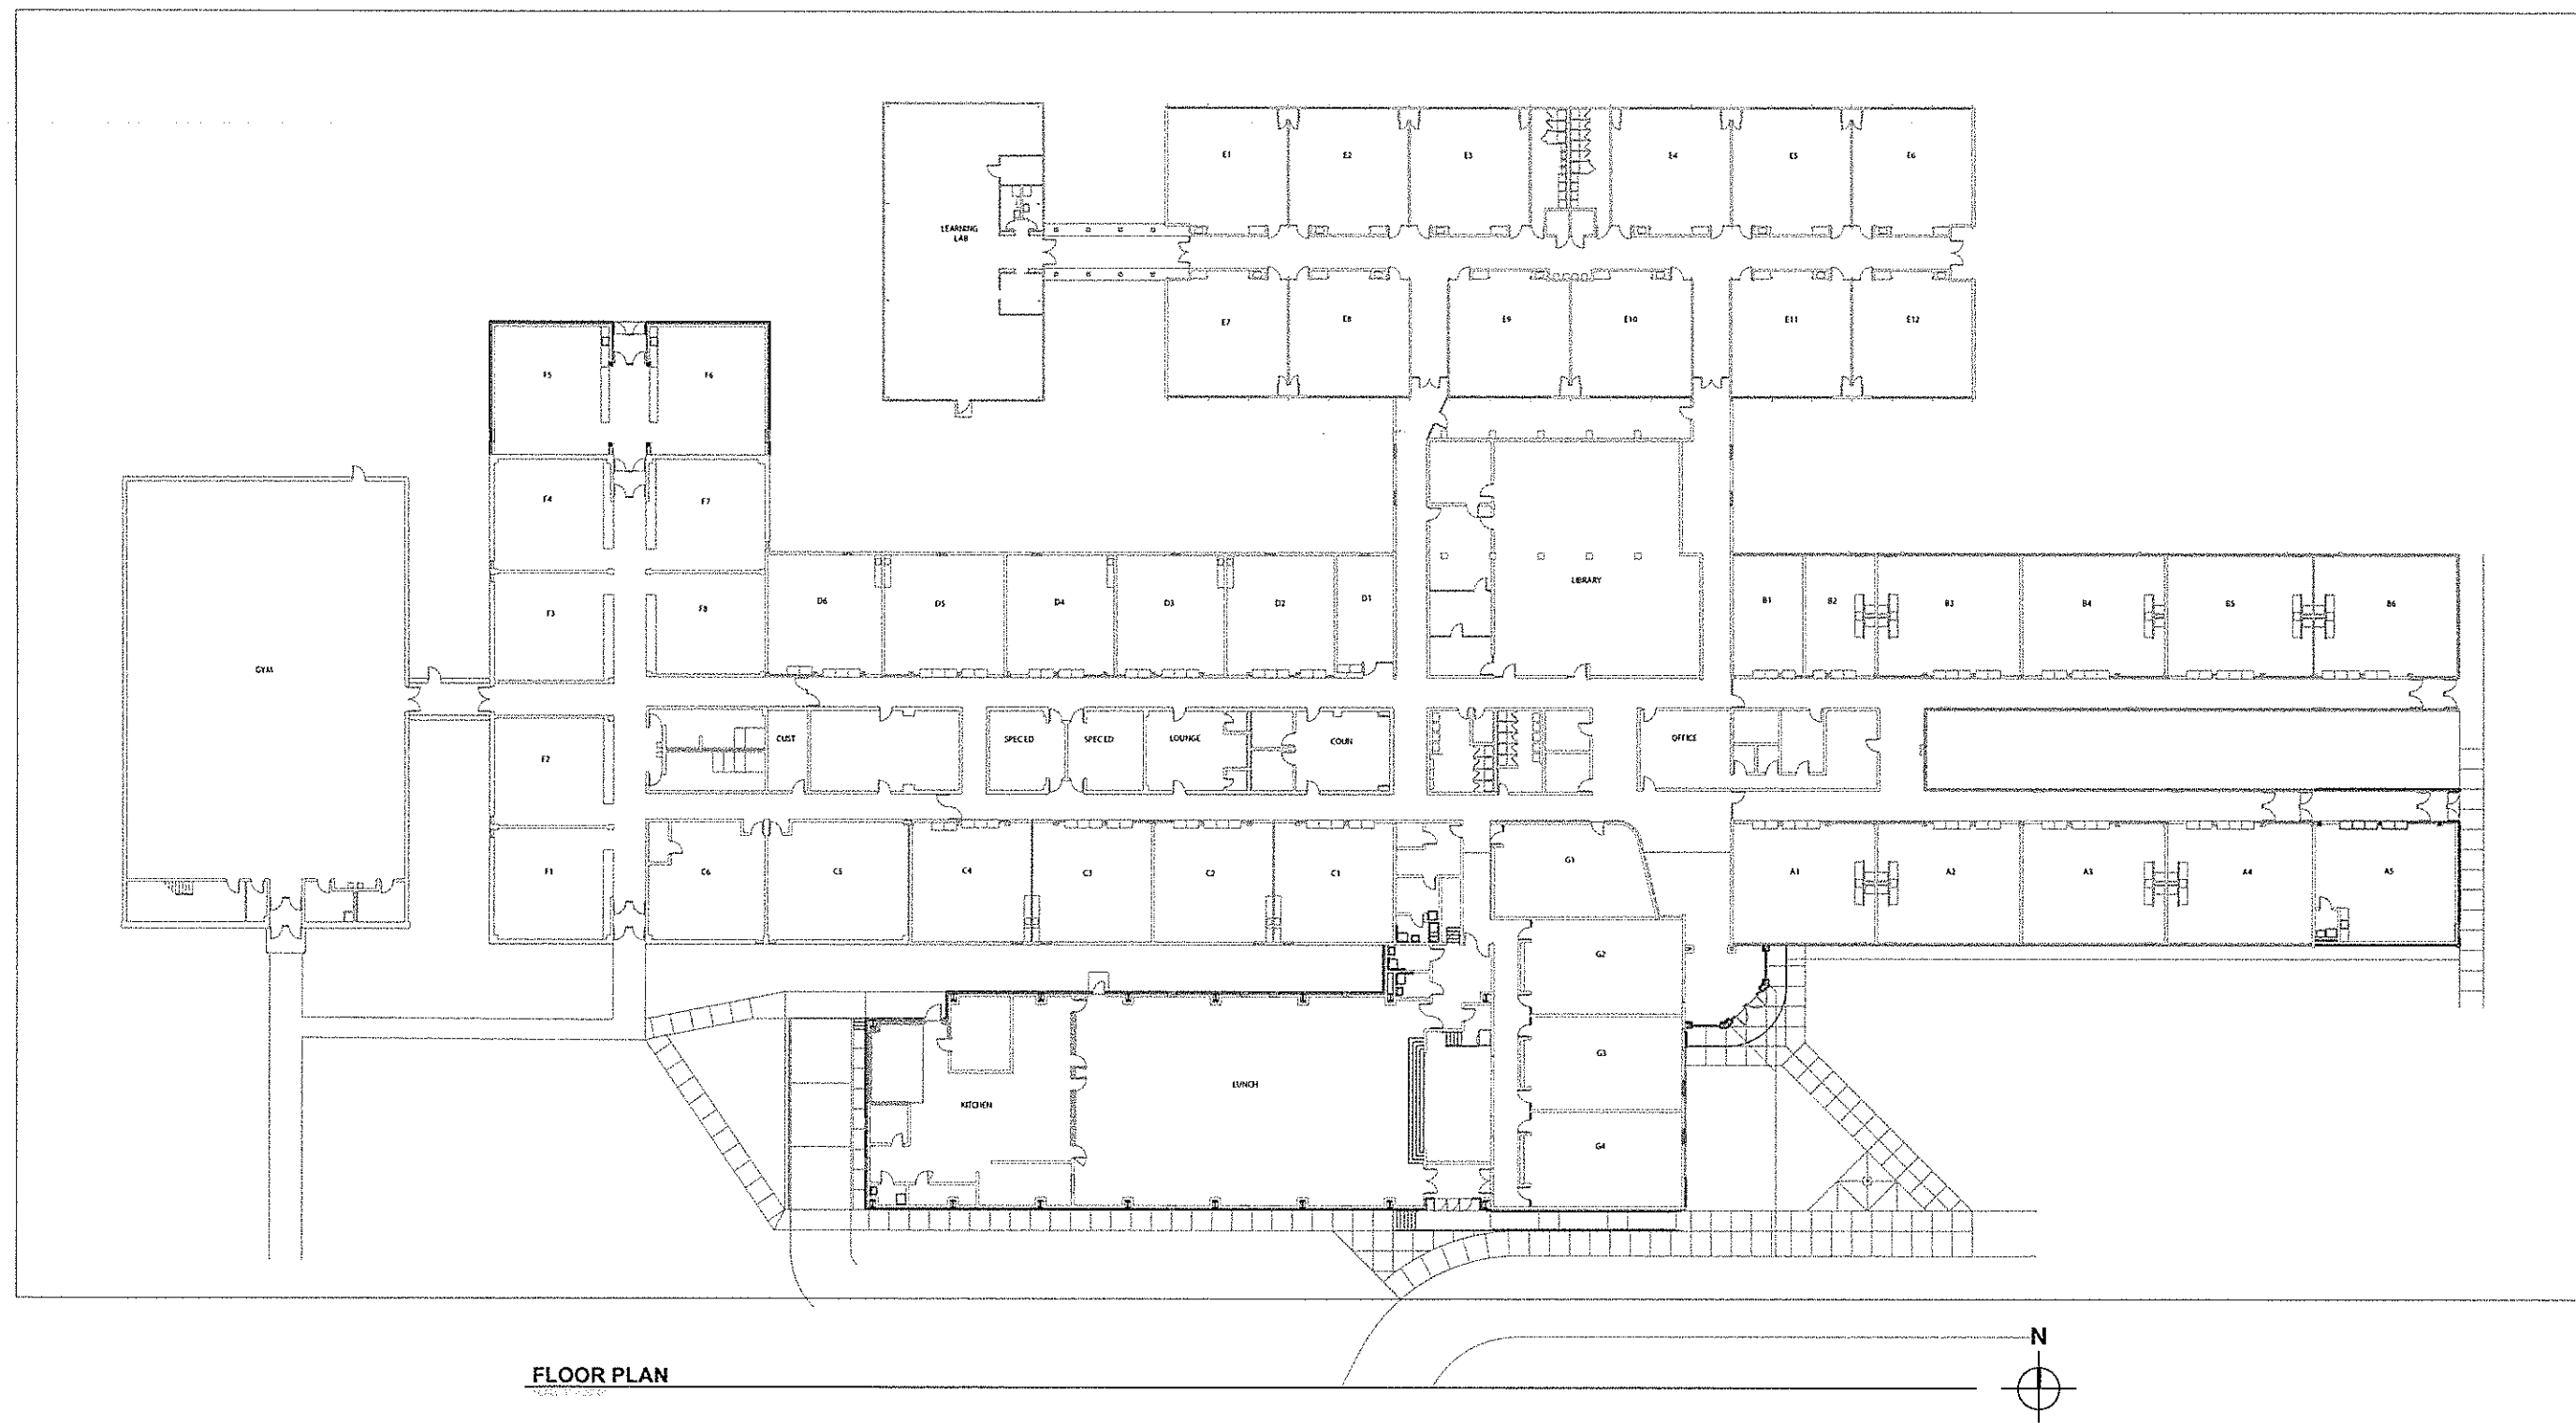 E1
E2
E3
E4
E5
E6
LEARNING
LAB
E7
E8
E9
E10
E11
E12
F5
F6
F4
F7
F3
F8
D6
D5
D4
D3
D2
D1
LIBRARY
B1
B2
B3
B4
B5
B6
GYM
F2
CUST
SPEC ED
SPEC ED
LOUNGE
COUN
OFFICE
F1
C6
C5
C4
C3
C2
C1
G1
A1
A2
A3
A4
A5
G2
G3
G4
KITCHEN
LUNCH
N
FLOOR PLAN